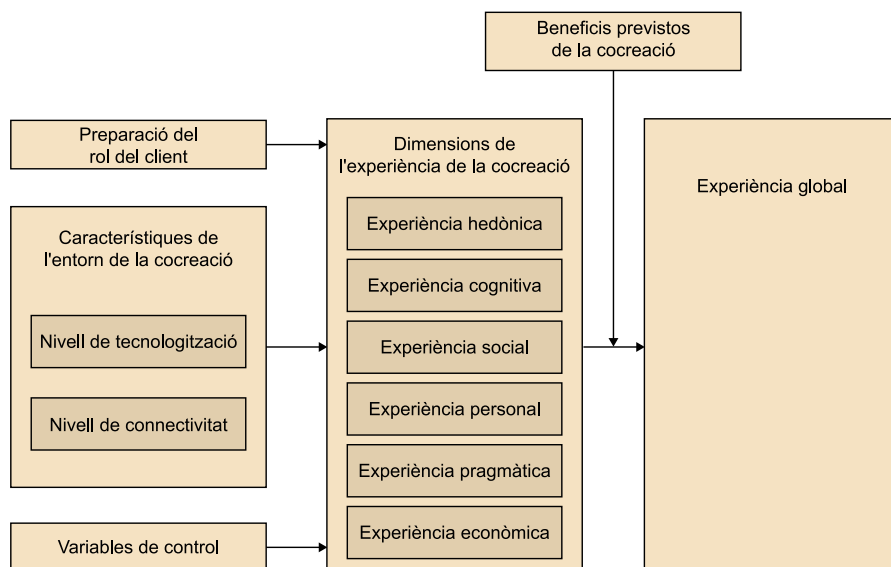 Beneficis previstos
de la cocreació
Preparació del
rol del client
Característiques de
l'entorn de la cocreació
Nivell de tecnologització
Nivell de connectivitat
Variables de control
Dimensions de
l'experiència de la cocreació
Experiència hedònica
Experiència cognitiva
Experiència social
Experiència personal
Experiència pragmàtica
Experiència econòmica
Experiència global